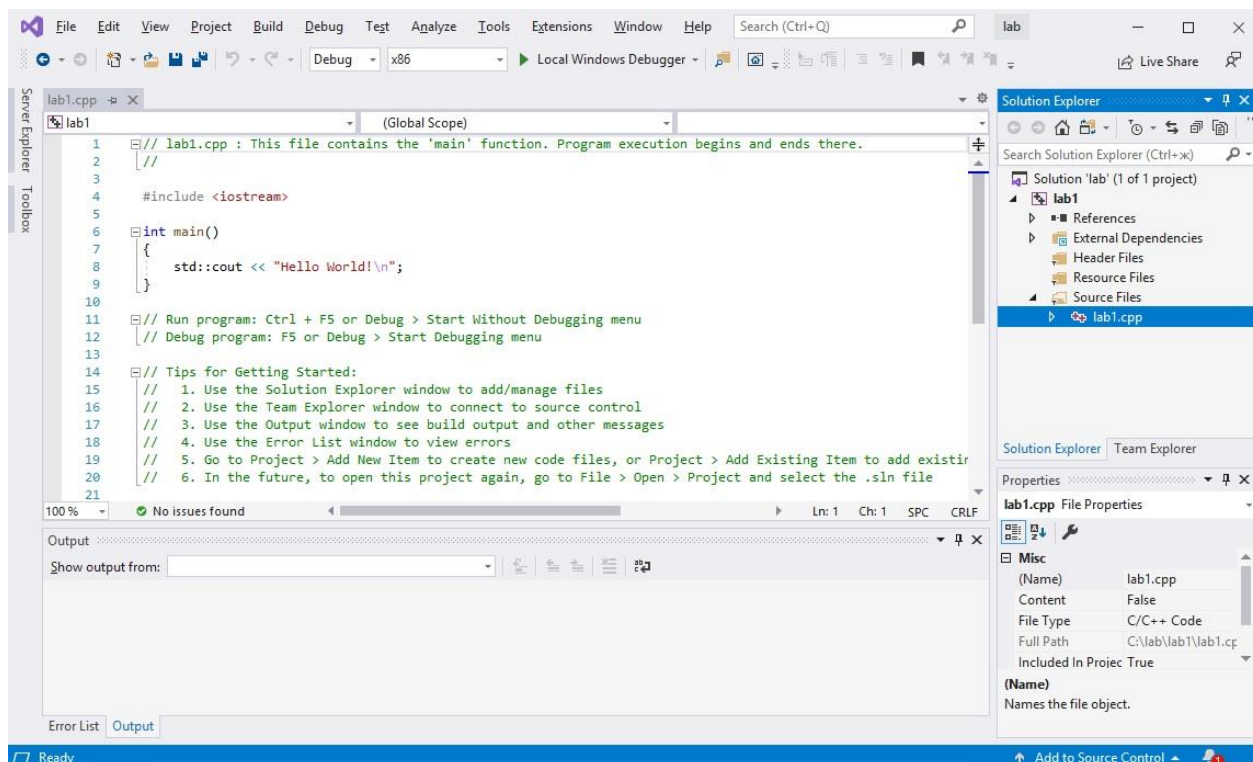 File Edit View Project Build Debug Test Analyze Tools Extensions Window Help Search (Ctrl+Q) lab
Debug x86 Local Windows Debugger Live Share
Server Explorer
Toolbox
lab1.cpp
lab1 (Global Scope)
1 // lab1.cpp : This file contains the 'main' function. Program execution begins and ends there.
2 //
3
4 #include <iostream>
5
6 int main()
7 {
8 std::cout << "Hello World!\n";
9 }
10
11 // Run program: Ctrl + F5 or Debug > Start Without Debugging menu
12 // Debug program: F5 or Debug > Start Debugging menu
13
14 // Tips for Getting Started:
15 // 1. Use the Solution Explorer window to add/manage files
16 // 2. Use the Team Explorer window to connect to source control
17 // 3. Use the Output window to see build output and other messages
18 // 4. Use the Error List window to view errors
19 // 5. Go to Project > Add New Item to create new code files, or Project > Add Existing Item to add existin
20 // 6. In the future, to open this project again, go to File > Open > Project and select the .sln file
21
100 % No issues found Ln: 1 Ch: 1 SPC CRLF
Output
Show output from:
Error List Output
Solution Explorer
Search Solution Explorer (Ctrl+ж)
Solution 'lab' (1 of 1 project)
lab1
References
External Dependencies
Header Files
Resource Files
Source Files
lab1.cpp
Solution Explorer Team Explorer
Properties
lab1.cpp File Properties
Misc
(Name) lab1.cpp
Content False
File Type C/C++ Code
Full Path C:\lab\lab1\lab1.cp
Included In Projec True
(Name)
Names the file object.
Ready Add to Source Control 1